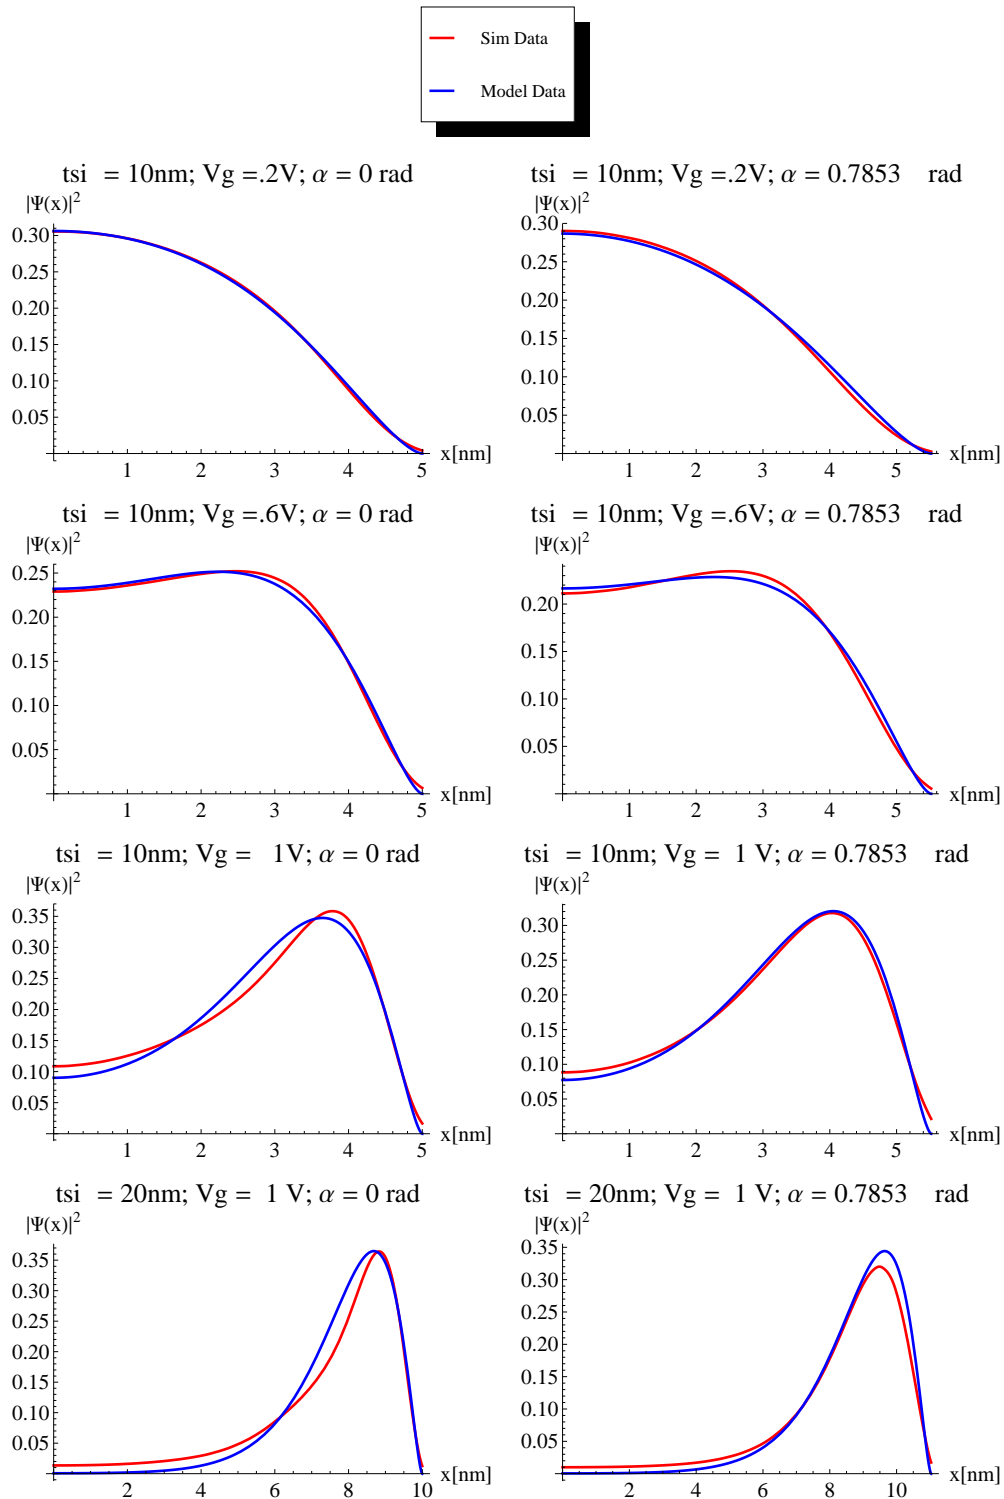 Sim Data
Model Data
tsi = 10nm; Vg =.2V; α = 0 rad
|Ψ(x)|²
0.30
0.25
0.20
0.15
0.10
0.05
1 2 3 4 5 x[nm]
tsi = 10nm; Vg =.2V; α = 0.7853 rad
|Ψ(x)|²
0.30
0.25
0.20
0.15
0.10
0.05
1 2 3 4 5 x[nm]
tsi = 10nm; Vg =.6V; α = 0 rad
|Ψ(x)|²
0.25
0.20
0.15
0.10
0.05
1 2 3 4 5 x[nm]
tsi = 10nm; Vg =.6V; α = 0.7853 rad
|Ψ(x)|²
0.20
0.15
0.10
0.05
1 2 3 4 5 x[nm]
tsi = 10nm; Vg = 1V; α = 0 rad
|Ψ(x)|²
0.35
0.30
0.25
0.20
0.15
0.10
0.05
1 2 3 4 5 x[nm]
tsi = 10nm; Vg = 1 V; α = 0.7853 rad
|Ψ(x)|²
0.30
0.25
0.20
0.15
0.10
0.05
2 4 6 8 10 x[nm]
tsi = 20nm; Vg = 1 V; α = 0 rad
|Ψ(x)|²
0.35
0.30
0.25
0.20
0.15
0.10
0.05
2 4 6 8 10 x[nm]
tsi = 20nm; Vg = 1 V; α = 0.7853 rad
|Ψ(x)|²
0.35
0.30
0.25
0.20
0.15
0.10
0.05
2 4 6 8 10 x[nm]